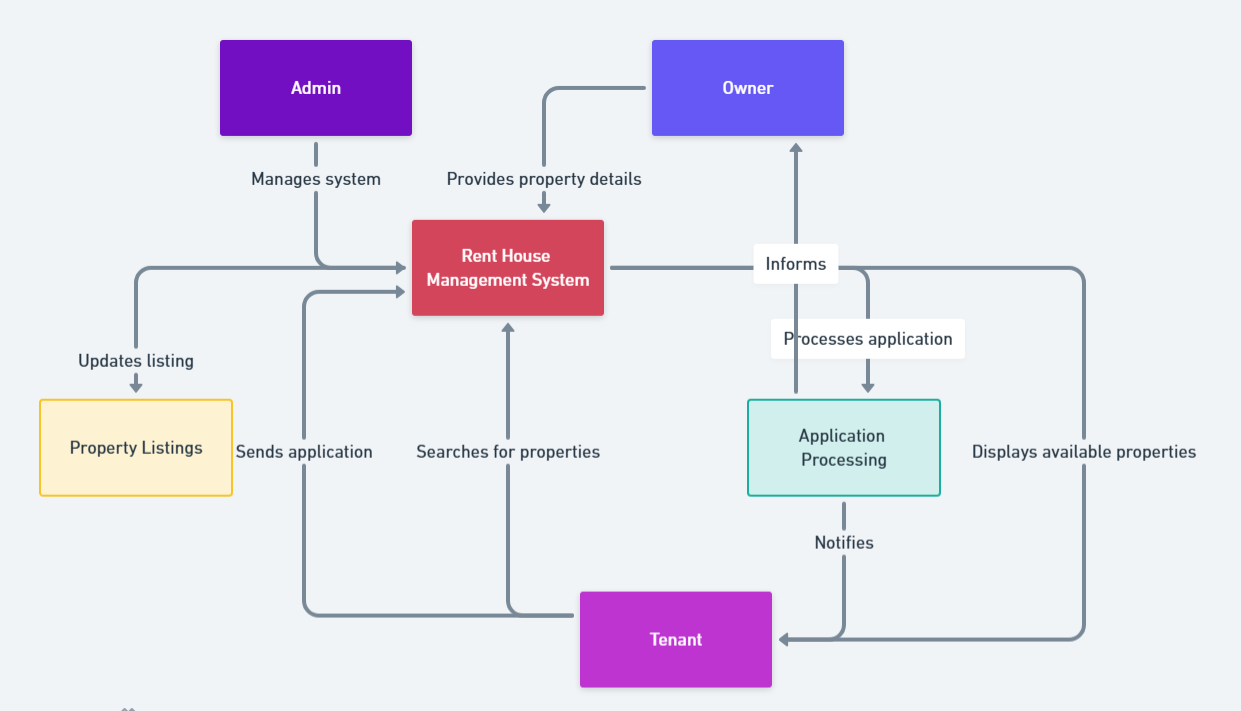 Admin
Owner
Manages system
Provides property details
Rent House
Management System
Informs
Processes application
Updates listing
Property Listings
Sends application
Searches for properties
Application
Processing
Displays available properties
Notifies
Tenant